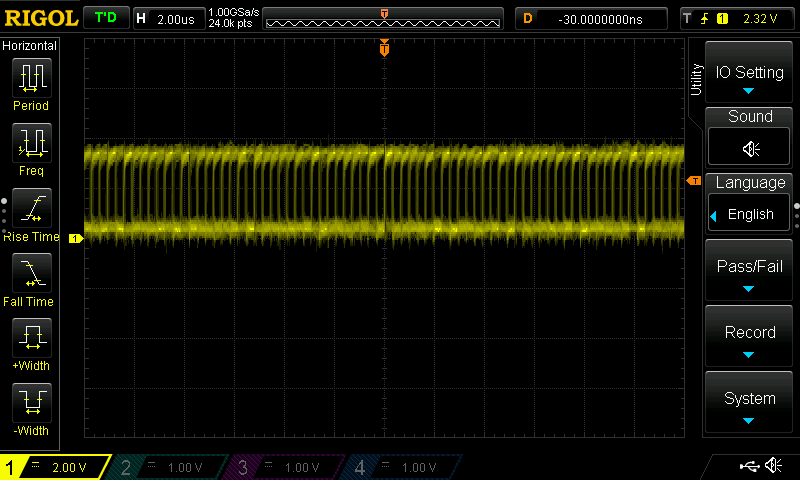 RIGOL T'D H 2.00us 1.00GSa/s 24.0k pts T D -30.0000000ns T 1 2.32 V
Horizontal
Period
Freq
Rise Time
Fall Time
+Width
-Width
T
T
1
Utility
IO Setting
Sound
Language
English
Pass/Fail
Record
System
1 2.00 V 2 1.00 V 3 1.00 V 4 1.00 V